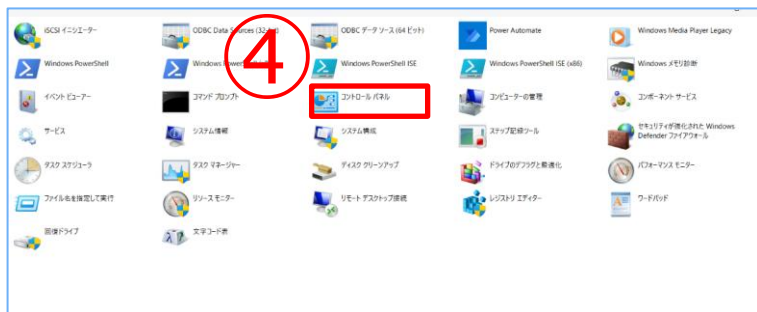 iSCSI イニシエーター
ODBC Data Sources (32
ODBC データ ソース (64 ビット)
Power Automate
Windows Media Player Legacy
Windows PowerShell
Windows
Windows PowerShell ISE
Windows PowerShell ISE (x86)
Windows メモリ診断
④
イベント ビューアー
コマンド プロンプト
コントロール パネル
コンピューターの管理
コンポーネント サービス
サービス
システム情報
システム構成
ステップ記録ツール
セキュリティが強化された Windows
Defender ファイアウォール
タスク スケジューラ
タスク マネージャー
ディスク クリーンアップ
ドライブのデフラグと最適化
パフォーマンス モニター
ファイル名を指定して実行
リソース モニター
リモート デスクトップ接続
レジストリ エディター
ワードパッド
回復ドライブ
文字コード表